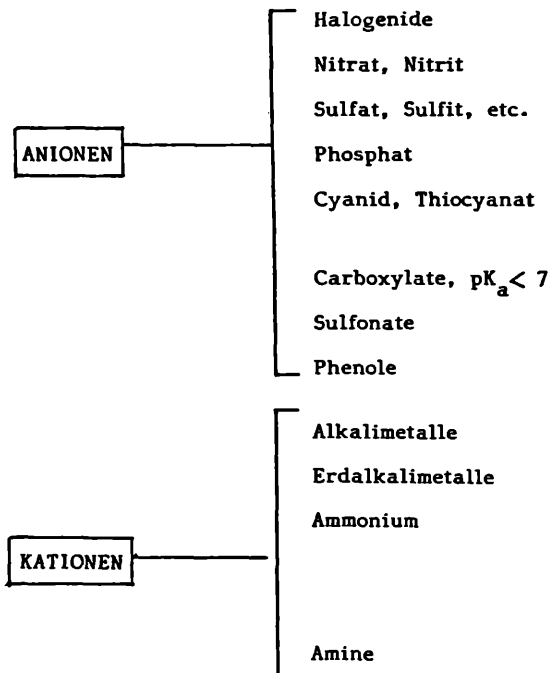 Halogenide
Nitrat, Nitrit
Sulfat, Sulfit, etc.
ANIONEN
Phosphat
Cyanid, Thiocyanat
Carboxylate, pKa< 7
Sulfonate
Phenole
Alkalimetalle
Erdalkalimetalle
Ammonium
KATIONEN
Amine